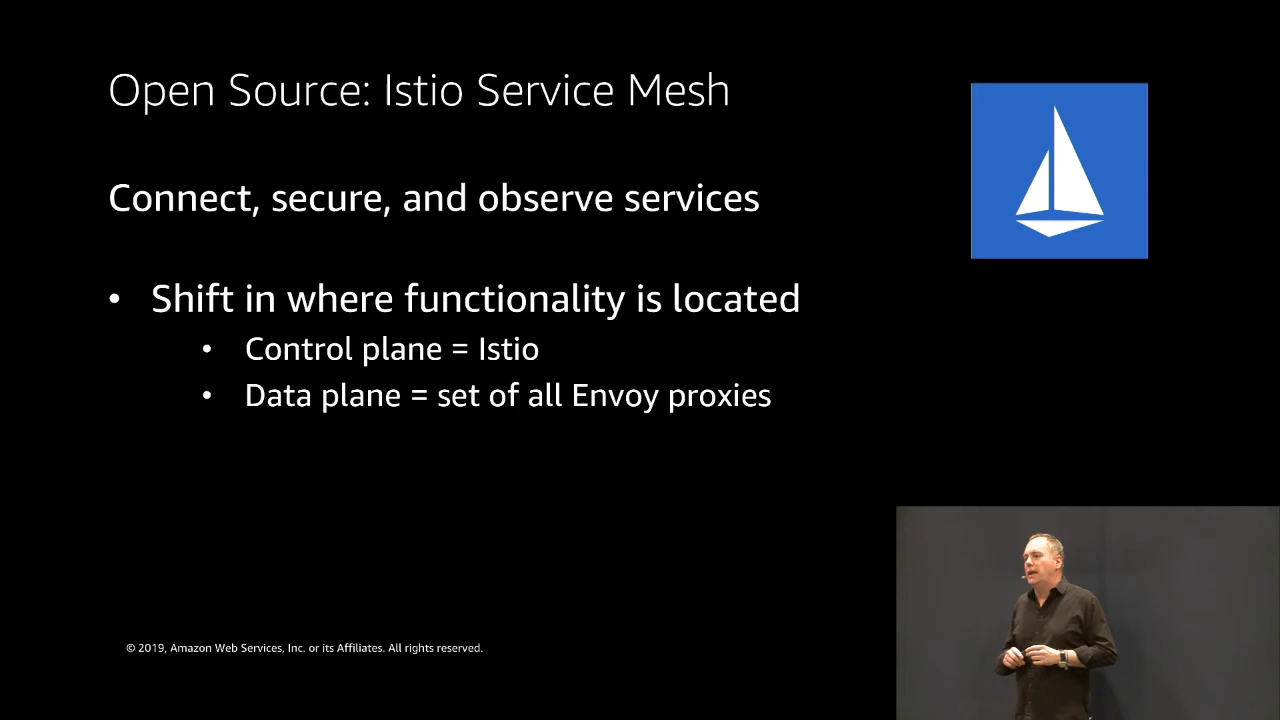 Open Source: Istio Service Mesh
Connect, secure, and observe services
• Shift in where functionality is located
• Control plane = Istio
• Data plane = set of all Envoy proxies
© 2019, Amazon Web Services, Inc. or its Affiliates. All rights reserved.